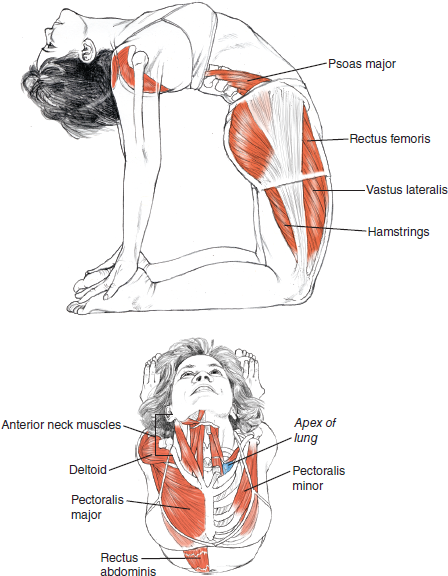 Psoas major
Rectus femoris
Vastus lateralis
Hamstrings
Anterior neck muscles
Apex of
lung
Deltoid
Pectoralis
minor
Pectoralis
major
Rectus
abdominis